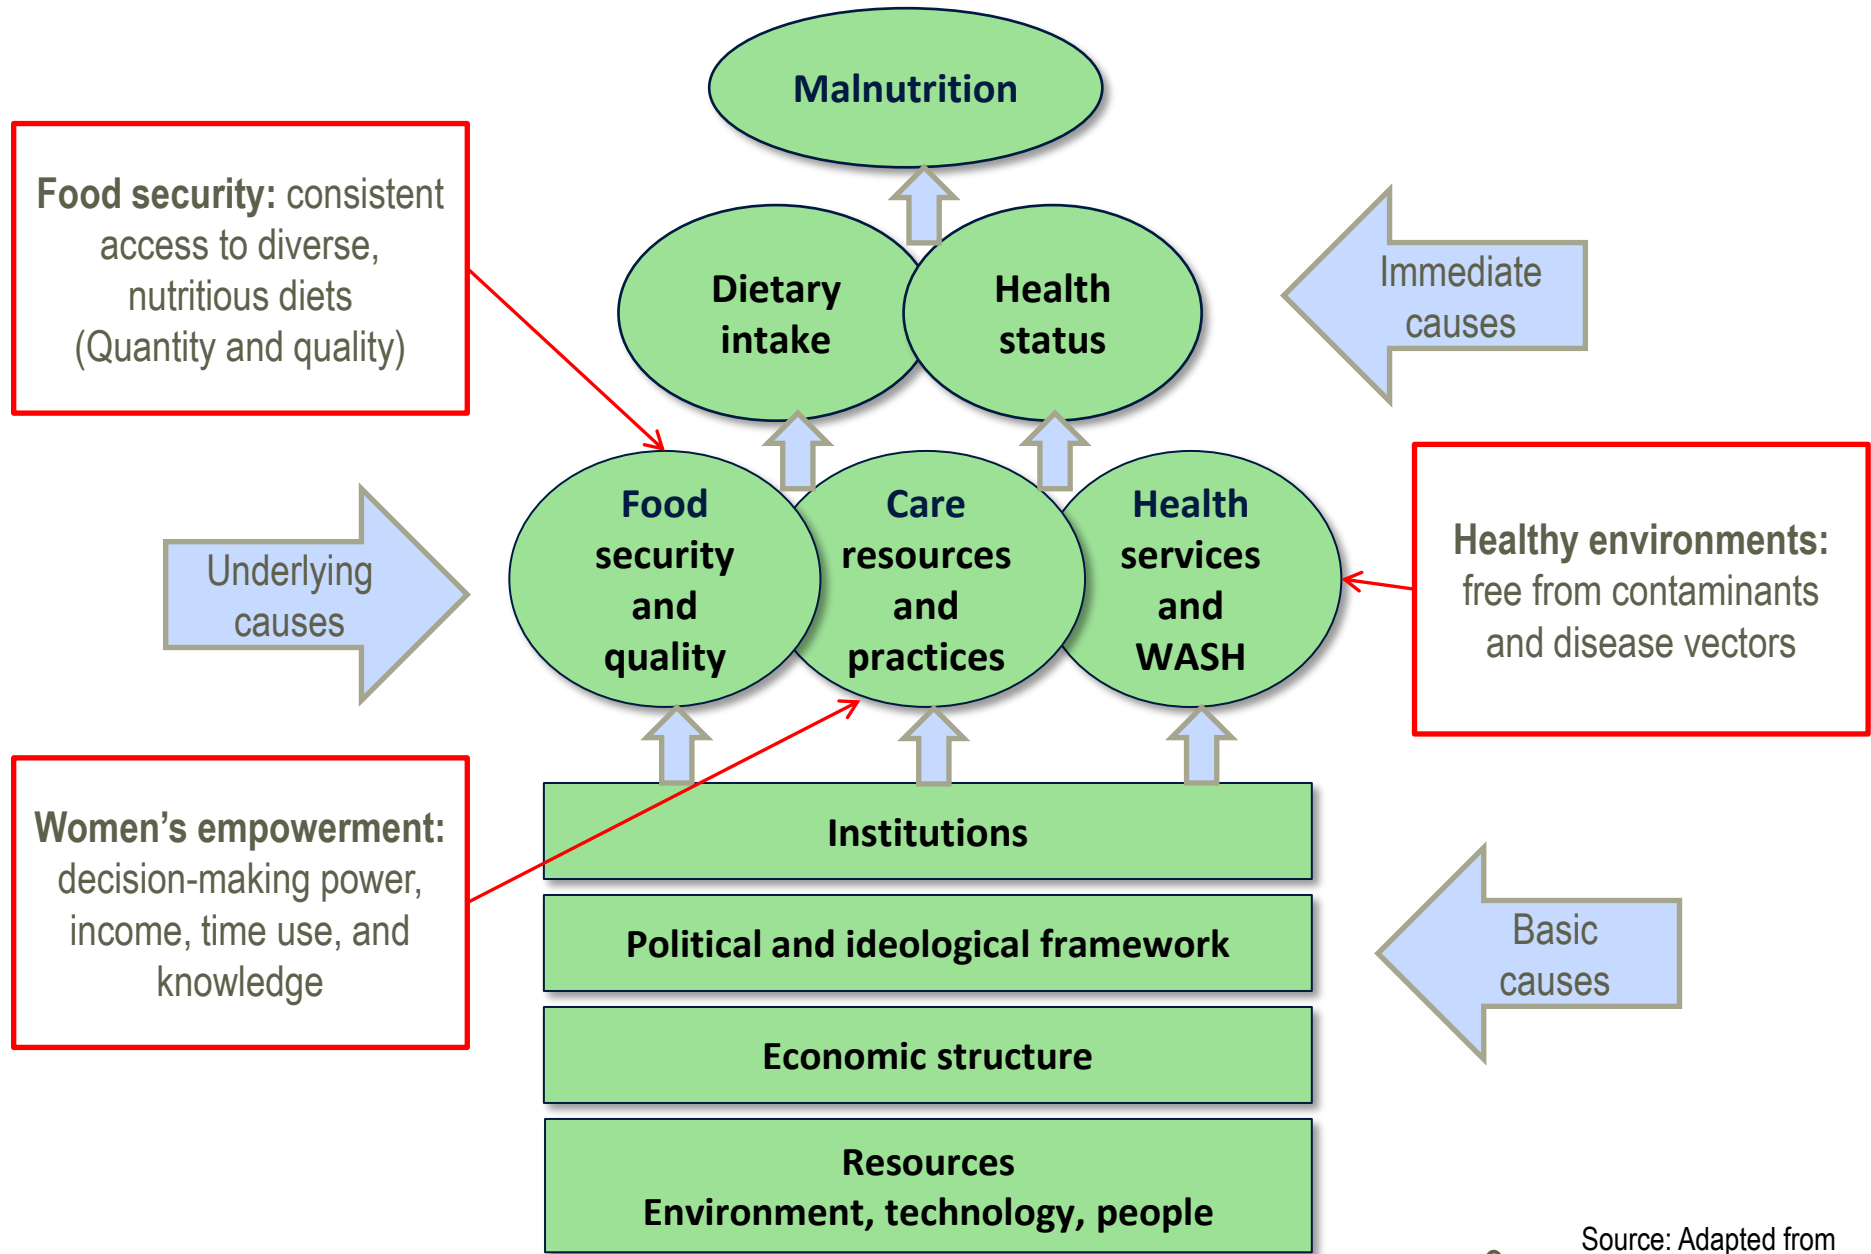 Malnutrition
Food security: consistent
access to diverse,
nutritious diets
(Quantity and quality)
Dietary
intake
Health
status
Immediate
causes
Underlying
causes
Food
security
and
quality
Care
resources
and
practices
Health
services
and
WASH
Healthy environments:
free from contaminants
and disease vectors
Women’s empowerment:
decision-making power,
income, time use, and
knowledge
Institutions
Political and ideological framework
Economic structure
Resources
Environment, technology, people
Basic
causes
Source: Adapted from